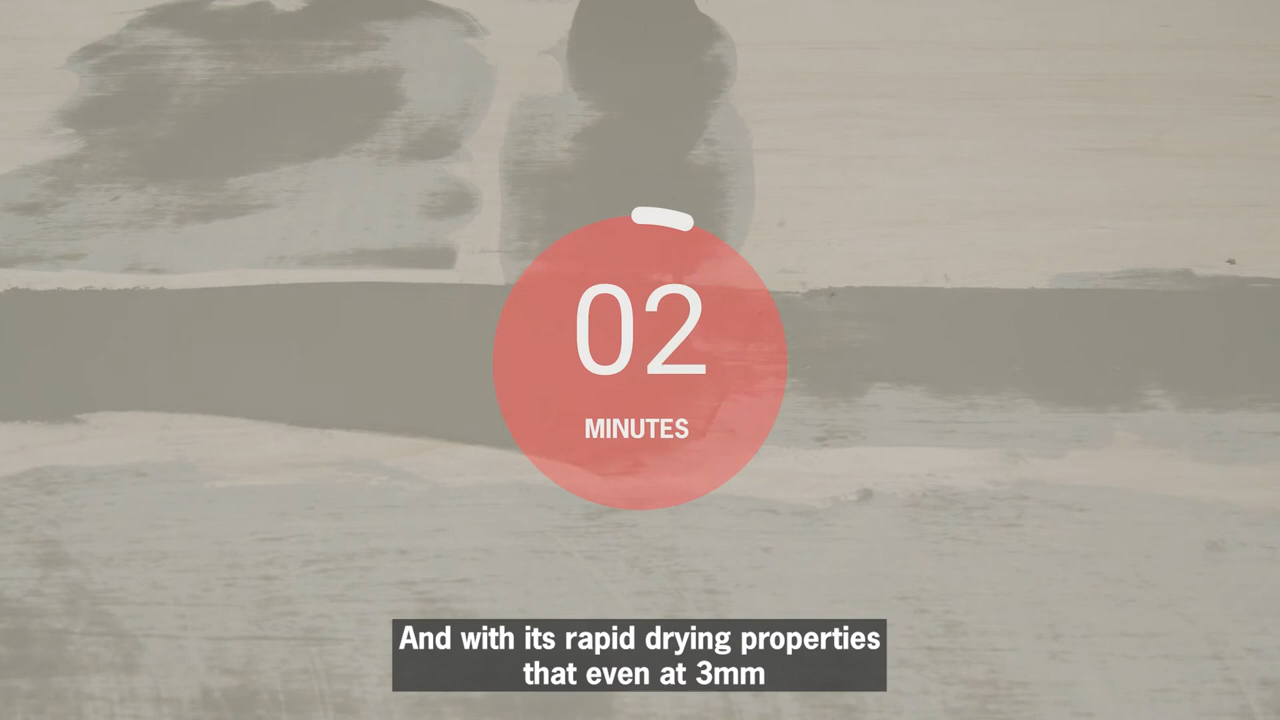 02
MINUTES
And with its rapid drying properties
that even at 3mm